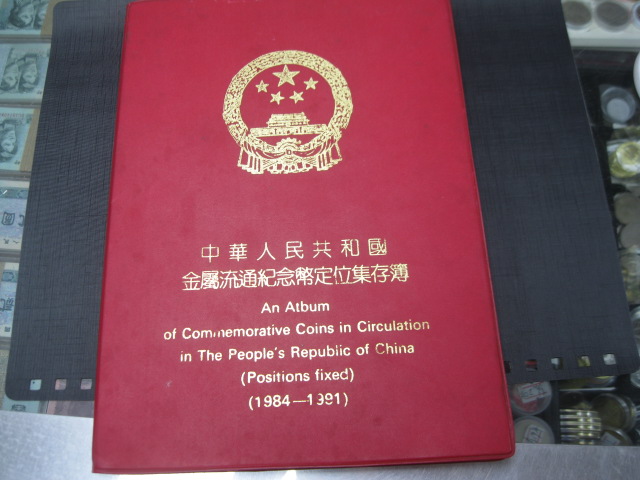 中華人民共和國
金屬流通紀念幣定位集存簿
An Atbum
of Commemorative Coins in Circulation
in The People's Republic of China
(Positions fixed)
(1984—1991)